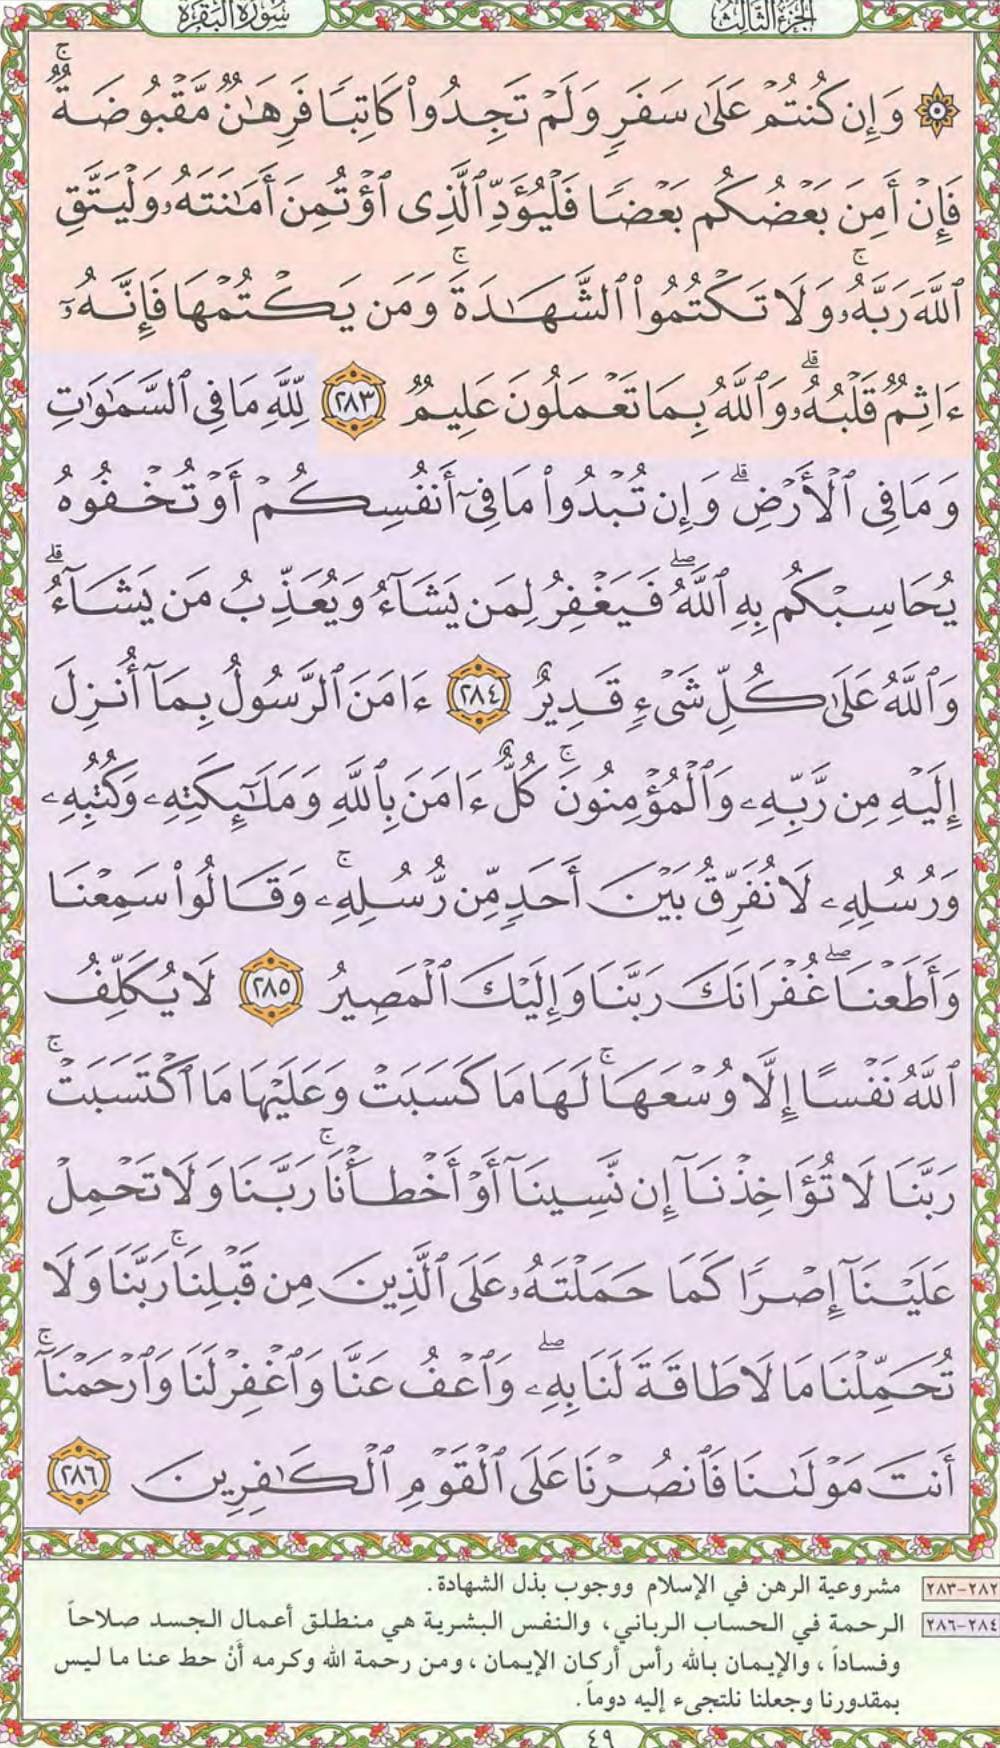 الجزء الثالث
سورة البقرة
۞ وَإِن كُنتُمْ عَلَىٰ سَفَرٍ وَلَمْ تَجِدُوا۟ كَاتِبًا فَرِهَـٰنٌ مَّقْبُوضَةٌ ۖ
فَإِنْ أَمِنَ بَعْضُكُم بَعْضًا فَلْيُؤَدِّ ٱلَّذِى ٱؤْتُمِنَ أَمَـٰنَتَهُۥ وَلْيَتَّقِ
ٱللَّهَ رَبَّهُۥ ۚ وَلَا تَكْتُمُوا۟ ٱلشَّهَـٰدَةَ ۚ وَمَن يَكْتُمْهَا فَإِنَّهُۥٓ
ءَاثِمٌ قَلْبُهُۥ ۗ وَٱللَّهُ بِمَا تَعْمَلُونَ عَلِيمٌ ٢٨٣ لِّلَّهِ مَا فِى ٱلسَّمَـٰوَٰتِ
وَمَا فِى ٱلْأَرْضِ ۗ وَإِن تُبْدُوا۟ مَا فِىٓ أَنفُسِكُمْ أَوْ تُخْفُوهُ
يُحَاسِبْكُم بِهِ ٱللَّهُ ۖ فَيَغْفِرُ لِمَن يَشَآءُ وَيُعَذِّبُ مَن يَشَآءُ ۗ
وَٱللَّهُ عَلَىٰ كُلِّ شَىْءٍ قَدِيرٌ ٢٨٤ ءَامَنَ ٱلرَّسُولُ بِمَآ أُنزِلَ
إِلَيْهِ مِن رَّبِّهِۦ وَٱلْمُؤْمِنُونَ ۚ كُلٌّ ءَامَنَ بِٱللَّهِ وَمَلَـٰٓئِكَتِهِۦ وَكُتُبِهِۦ
وَرُسُلِهِۦ لَا نُفَرِّقُ بَيْنَ أَحَدٍ مِّن رُّسُلِهِۦ ۚ وَقَالُوا۟ سَمِعْنَا
وَأَطَعْنَا ۖ غُفْرَانَكَ رَبَّنَا وَإِلَيْكَ ٱلْمَصِيرُ ٢٨٥ لَا يُكَلِّفُ
ٱللَّهُ نَفْسًا إِلَّا وُسْعَهَا ۚ لَهَا مَا كَسَبَتْ وَعَلَيْهَا مَا ٱكْتَسَبَتْ ۗ
رَبَّنَا لَا تُؤَاخِذْنَآ إِن نَّسِينَآ أَوْ أَخْطَأْنَا ۚ رَبَّنَا وَلَا تَحْمِلْ
عَلَيْنَآ إِصْرًا كَمَا حَمَلْتَهُۥ عَلَى ٱلَّذِينَ مِن قَبْلِنَا ۚ رَبَّنَا وَلَا
تُحَمِّلْنَا مَا لَا طَاقَةَ لَنَا بِهِۦ ۖ وَٱعْفُ عَنَّا وَٱغْفِرْ لَنَا وَٱرْحَمْنَآ ۚ
أَنتَ مَوْلَىٰنَا فَٱنصُرْنَا عَلَى ٱلْقَوْمِ ٱلْكَـٰفِرِينَ ٢٨٦
٢٨٢-٢٨٣ مشروعية الرهن في الإسلام ووجوب بذل الشهادة .
٢٨٤-٢٨٦ الرحمة في الحساب الرباني، والنفس البشرية هي منطلق أعمال الجسد صلاحاً
وفساداً ، والإيمان بالله رأس أركان الإيمان ، ومن رحمة الله وكرمه أنْ حط عنا ما ليس
بمقدورنا وجعلنا نلتجىء إليه دوماً .
٤٩